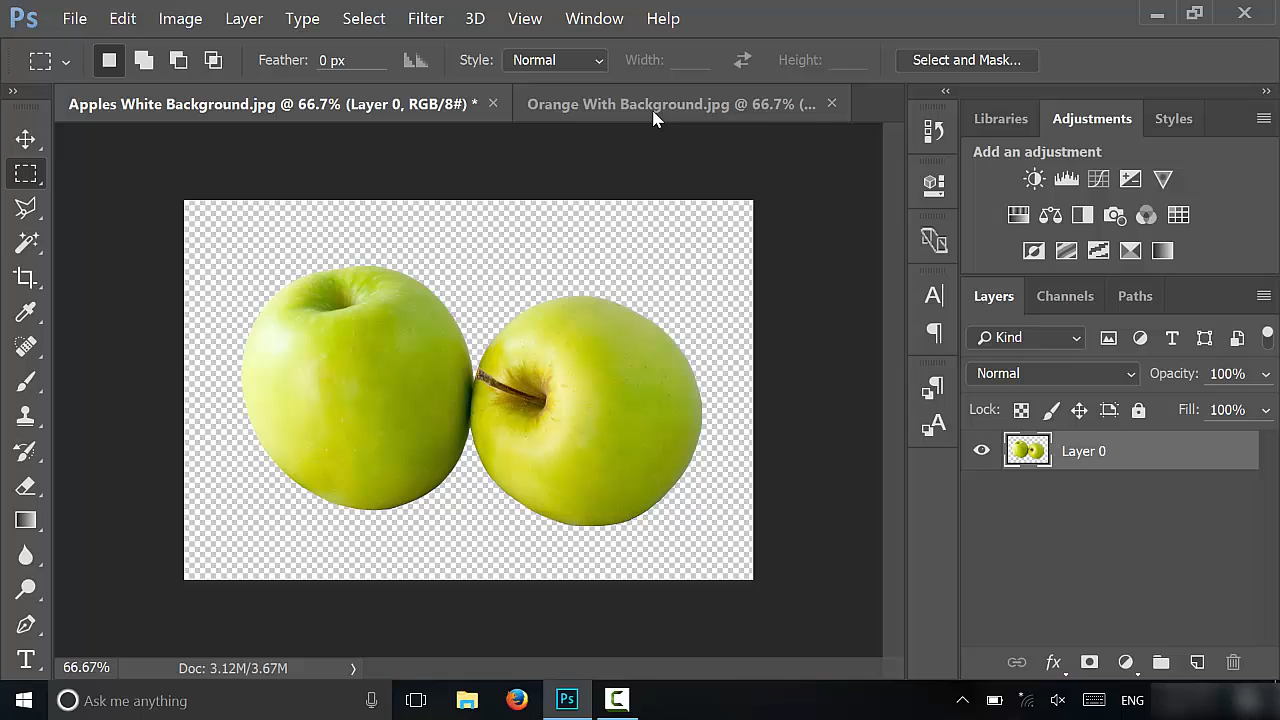 Ps File Edit Image Layer Type Select Filter 3D View Window Help
Feather: 0 px Style: Normal Width: Height: Select and Mask...
Apples White Background.jpg @ 66.7% (Layer 0, RGB/8#) * × Orange With Background.jpg @ 66.7% (... ×
Libraries Adjustments Styles
Add an adjustment
Layers Channels Paths
Kind
Normal Opacity: 100%
Lock: Fill: 100%
Layer 0
66.67% Doc: 3.12M/3.67M
Ask me anything Ps ENG